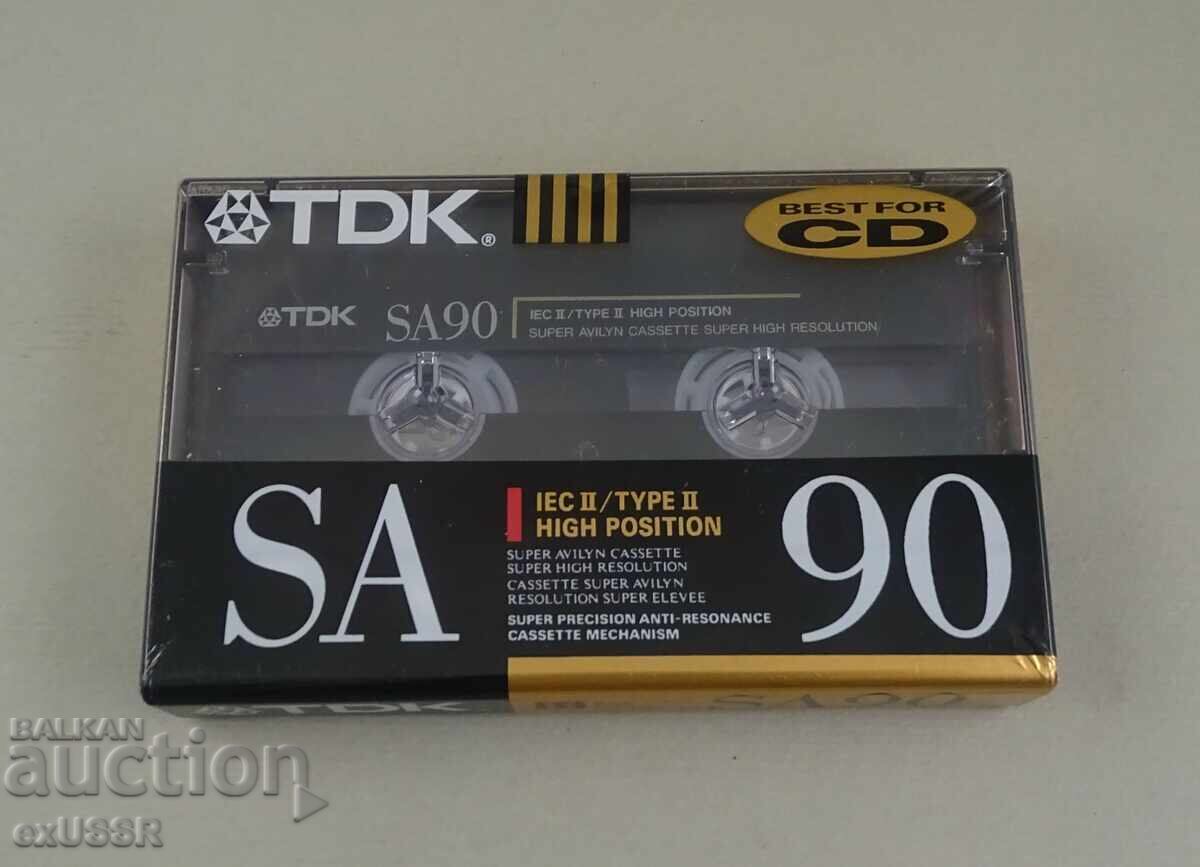 TDK®
BEST FOR
CD
TDK SA90
IEC II/TYPE II HIGH POSITION
SUPER AVILYN CASSETTE SUPER HIGH RESOLUTION
SA
IEC II/TYPE II
HIGH POSITION
SUPER AVILYN CASSETTE
SUPER HIGH RESOLUTION
CASSETTE SUPER AVILYN
RESOLUTION SUPER ELEVEE
SUPER PRECISION ANTI-RESONANCE
CASSETTE MECHANISM
90
TDK
SA90
BALKAN
auction
exUSSR